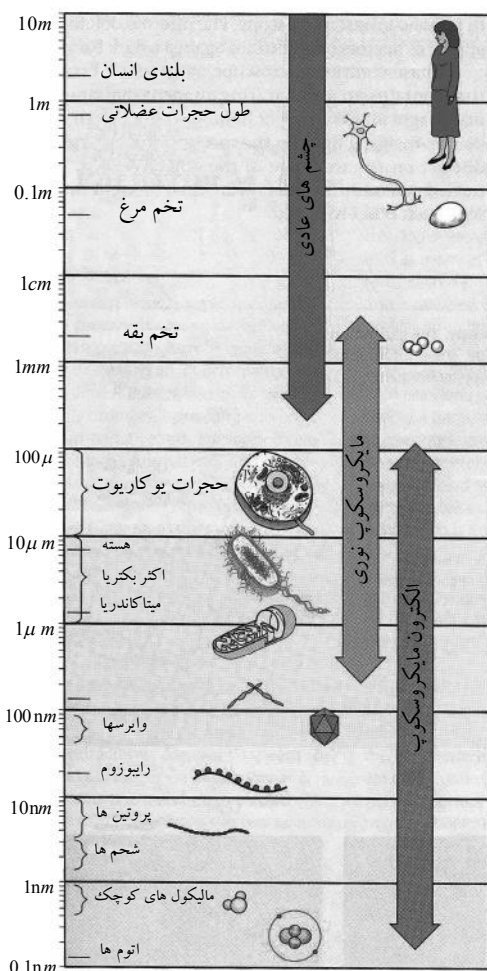 10m
بلندی انسان
1m
طول حجرات عضلاتی
0.1m
تخم مرغ
1cm
تخم بقه
1mm
100μ
حجرات یوکاریوت
10μm
هسته
اکثر بکتریا
میتاکاندریا
1μm
100nm
وایرسها
رایبوزوم
10nm
پروتین ها
شحم ها
1nm
مالیکول های کوچک
اتوم ها
0.1nm
چشم های عادی
مایکروسکوپ نوری
الکترون مایکروسکوپ